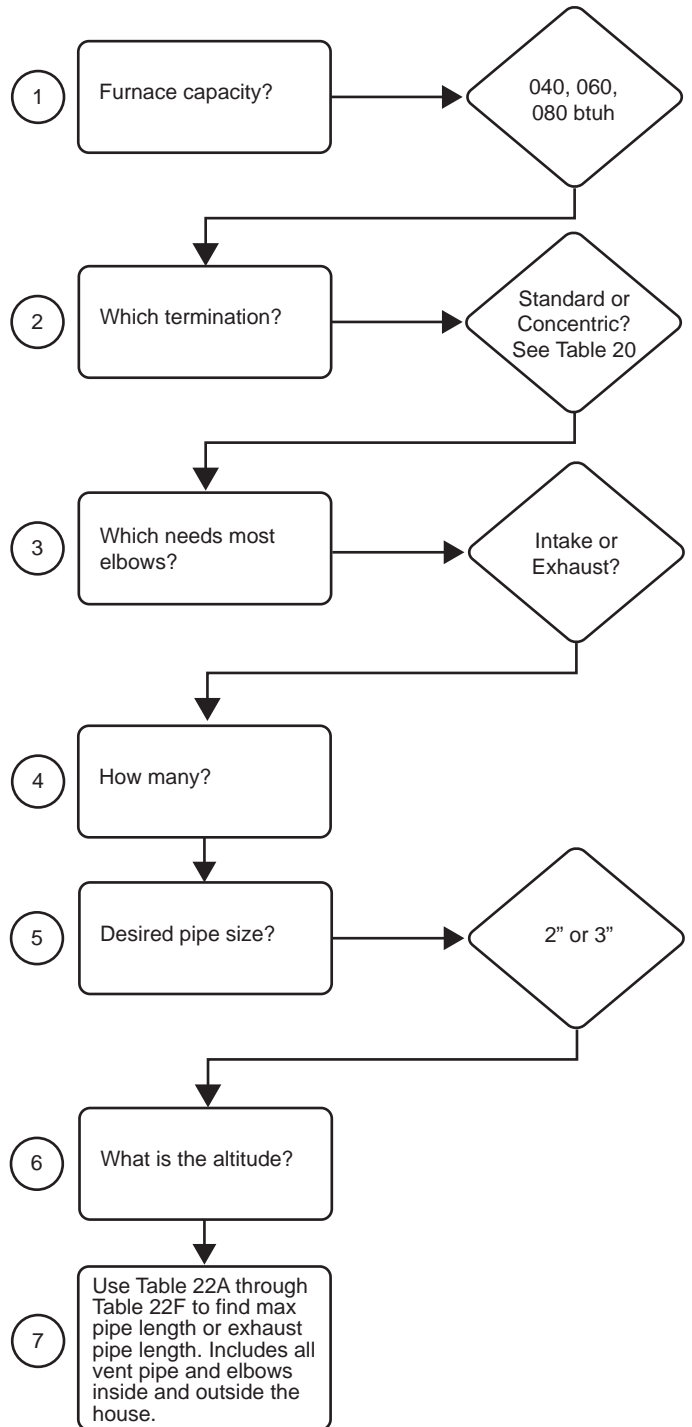 1
Furnace capacity?
040, 060,
080 btuh
2
Which termination?
Standard or
Concentric?
See Table 20
3
Which needs most
elbows?
Intake or
Exhaust?
4
How many?
5
Desired pipe size?
2” or 3”
6
What is the altitude?
7
Use Table 22A through
Table 22F to find max
pipe length or exhaust
pipe length. Includes all
vent pipe and elbows
inside and outside the
house.